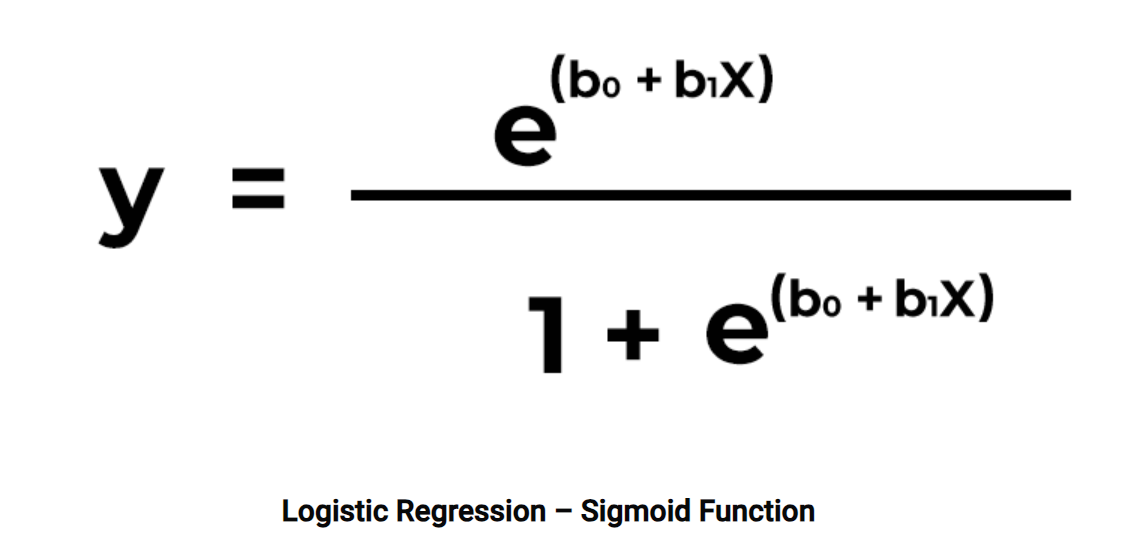 y = e^(b₀ + b₁X) / 1 + e^(b₀ + b₁X)
Logistic Regression – Sigmoid Function